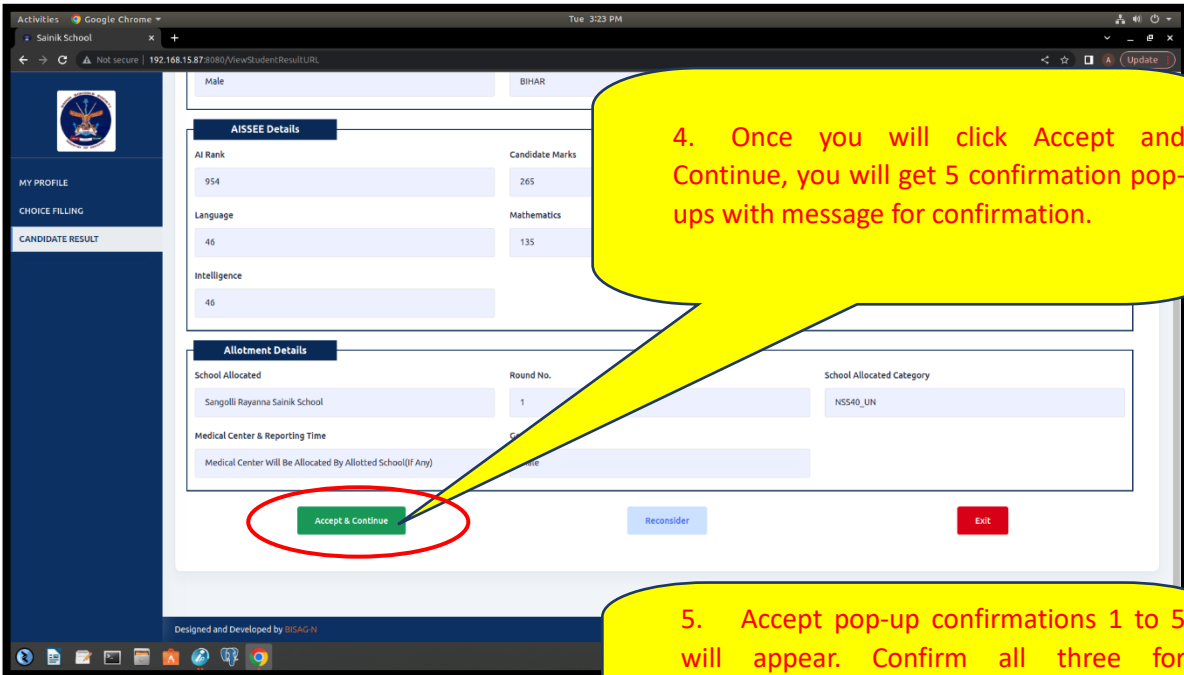 Activities Google Chrome Tue 3:23 PM
Sainik School
Not secure | 192.168.15.87:8080/ViewStudentResultURL A Update
Male BIHAR
AISSEE Details
AI Rank Candidate Marks
954 265
MY PROFILE
CHOICE FILLING
CANDIDATE RESULT
Language Mathematics
46 135
Intelligence
46
4. Once you will click Accept and
Continue, you will get 5 confirmation pop-
ups with message for confirmation.
Allotment Details
School Allocated Round No. School Allocated Category
Sangolli Rayanna Sainik School 1 NSS40_UN
Medical Center & Reporting Time
Medical Center Will Be Allocated By Allotted School(If Any)
Accept & Continue Reconsider Exit
5. Accept pop-up confirmations 1 to 5
will appear. Confirm all three for
Designed and Developed by BISAG-N